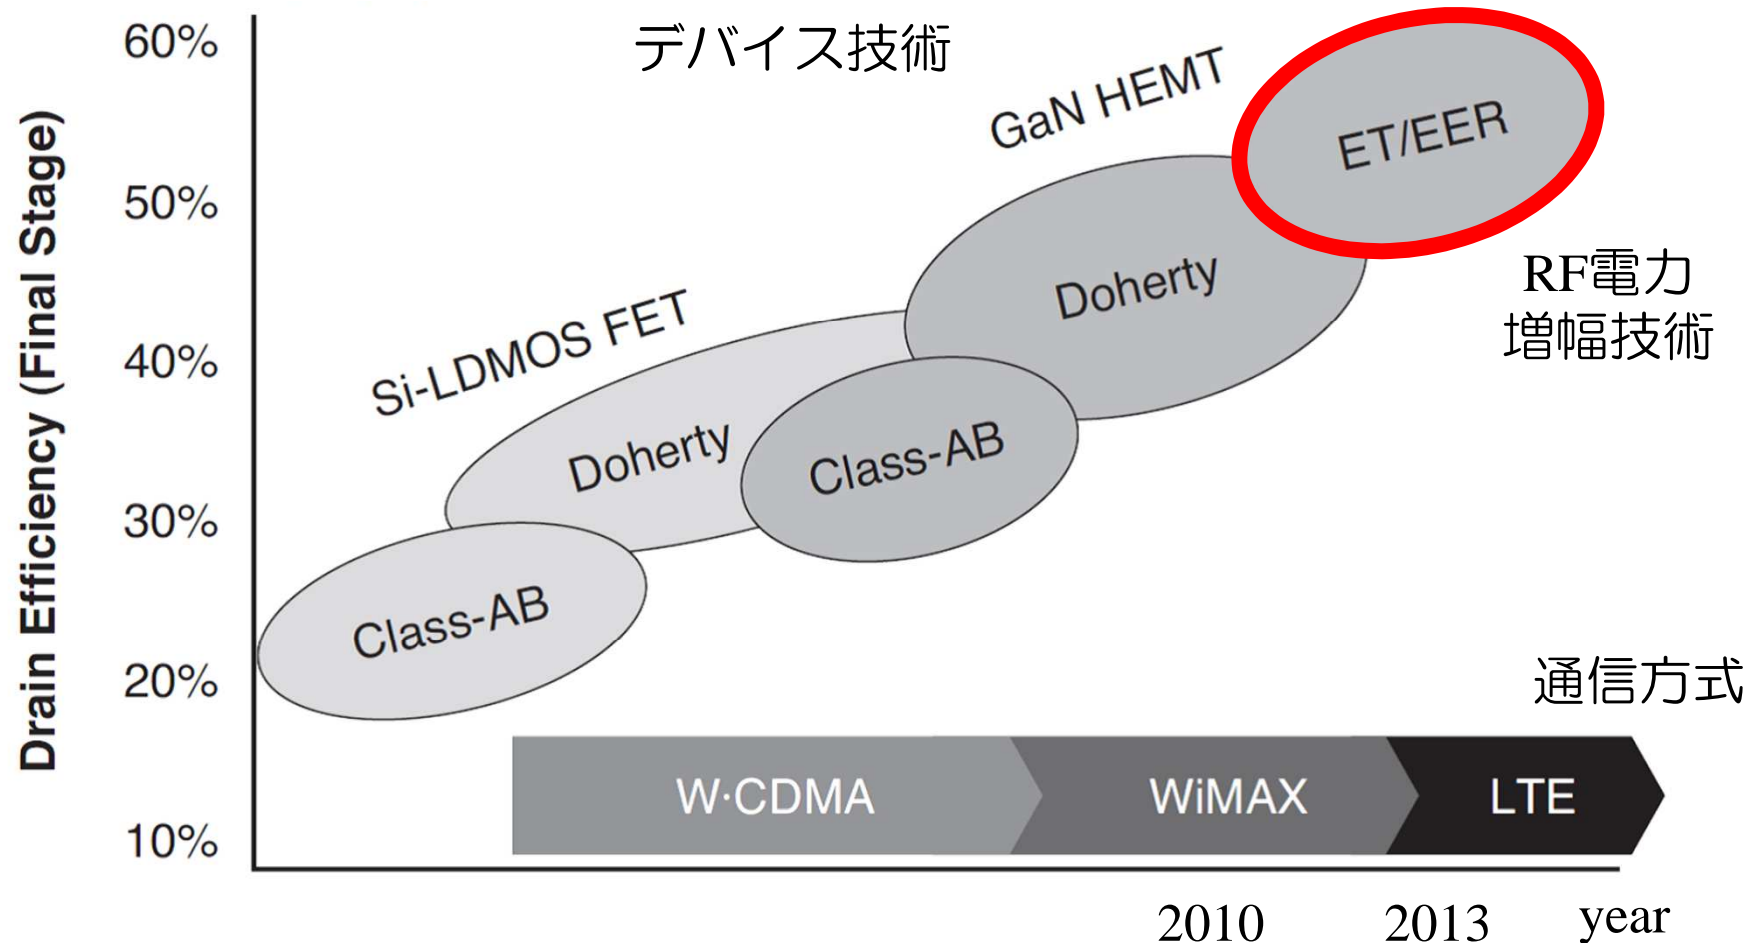 デバイス技術
60%
50%
40%
30%
20%
10%
Drain Efficiency (Final Stage)
GaN HEMT
ET/EER
Doherty
RF電力
増幅技術
Si-LDMOS FET
Doherty
Class-AB
Class-AB
通信方式
W·CDMA
WiMAX
LTE
2010
2013
year